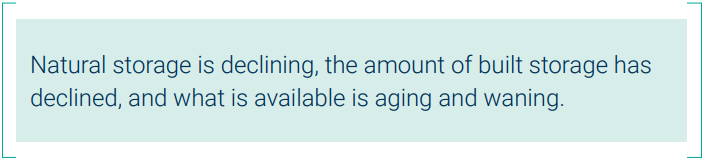 Natural storage is declining, the amount of built storage has
declined, and what is available is aging and waning.